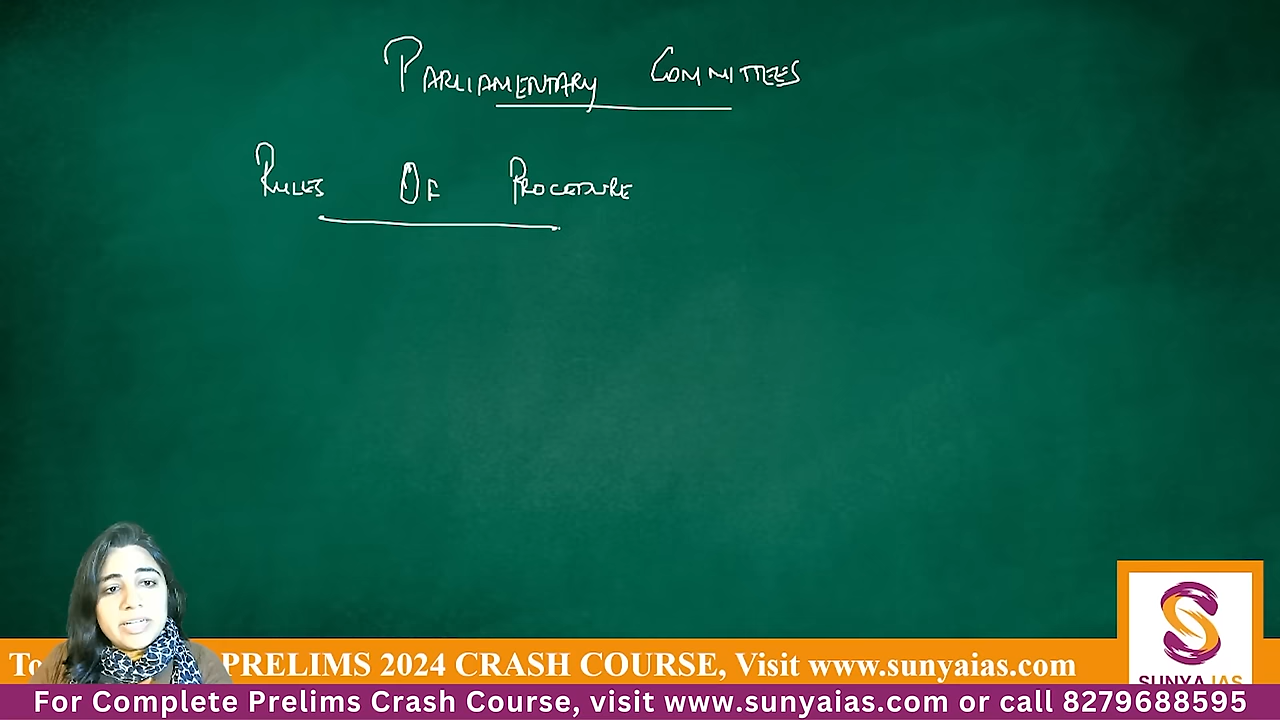 PARLIAMENTARY COMMITTEES
RULES OF PROCEDURE
To PRELIMS 2024 CRASH COURSE, Visit www.sunyaias.com
SUNYA IAS
For Complete Prelims Crash Course, visit www.sunyaias.com or call 8279688595